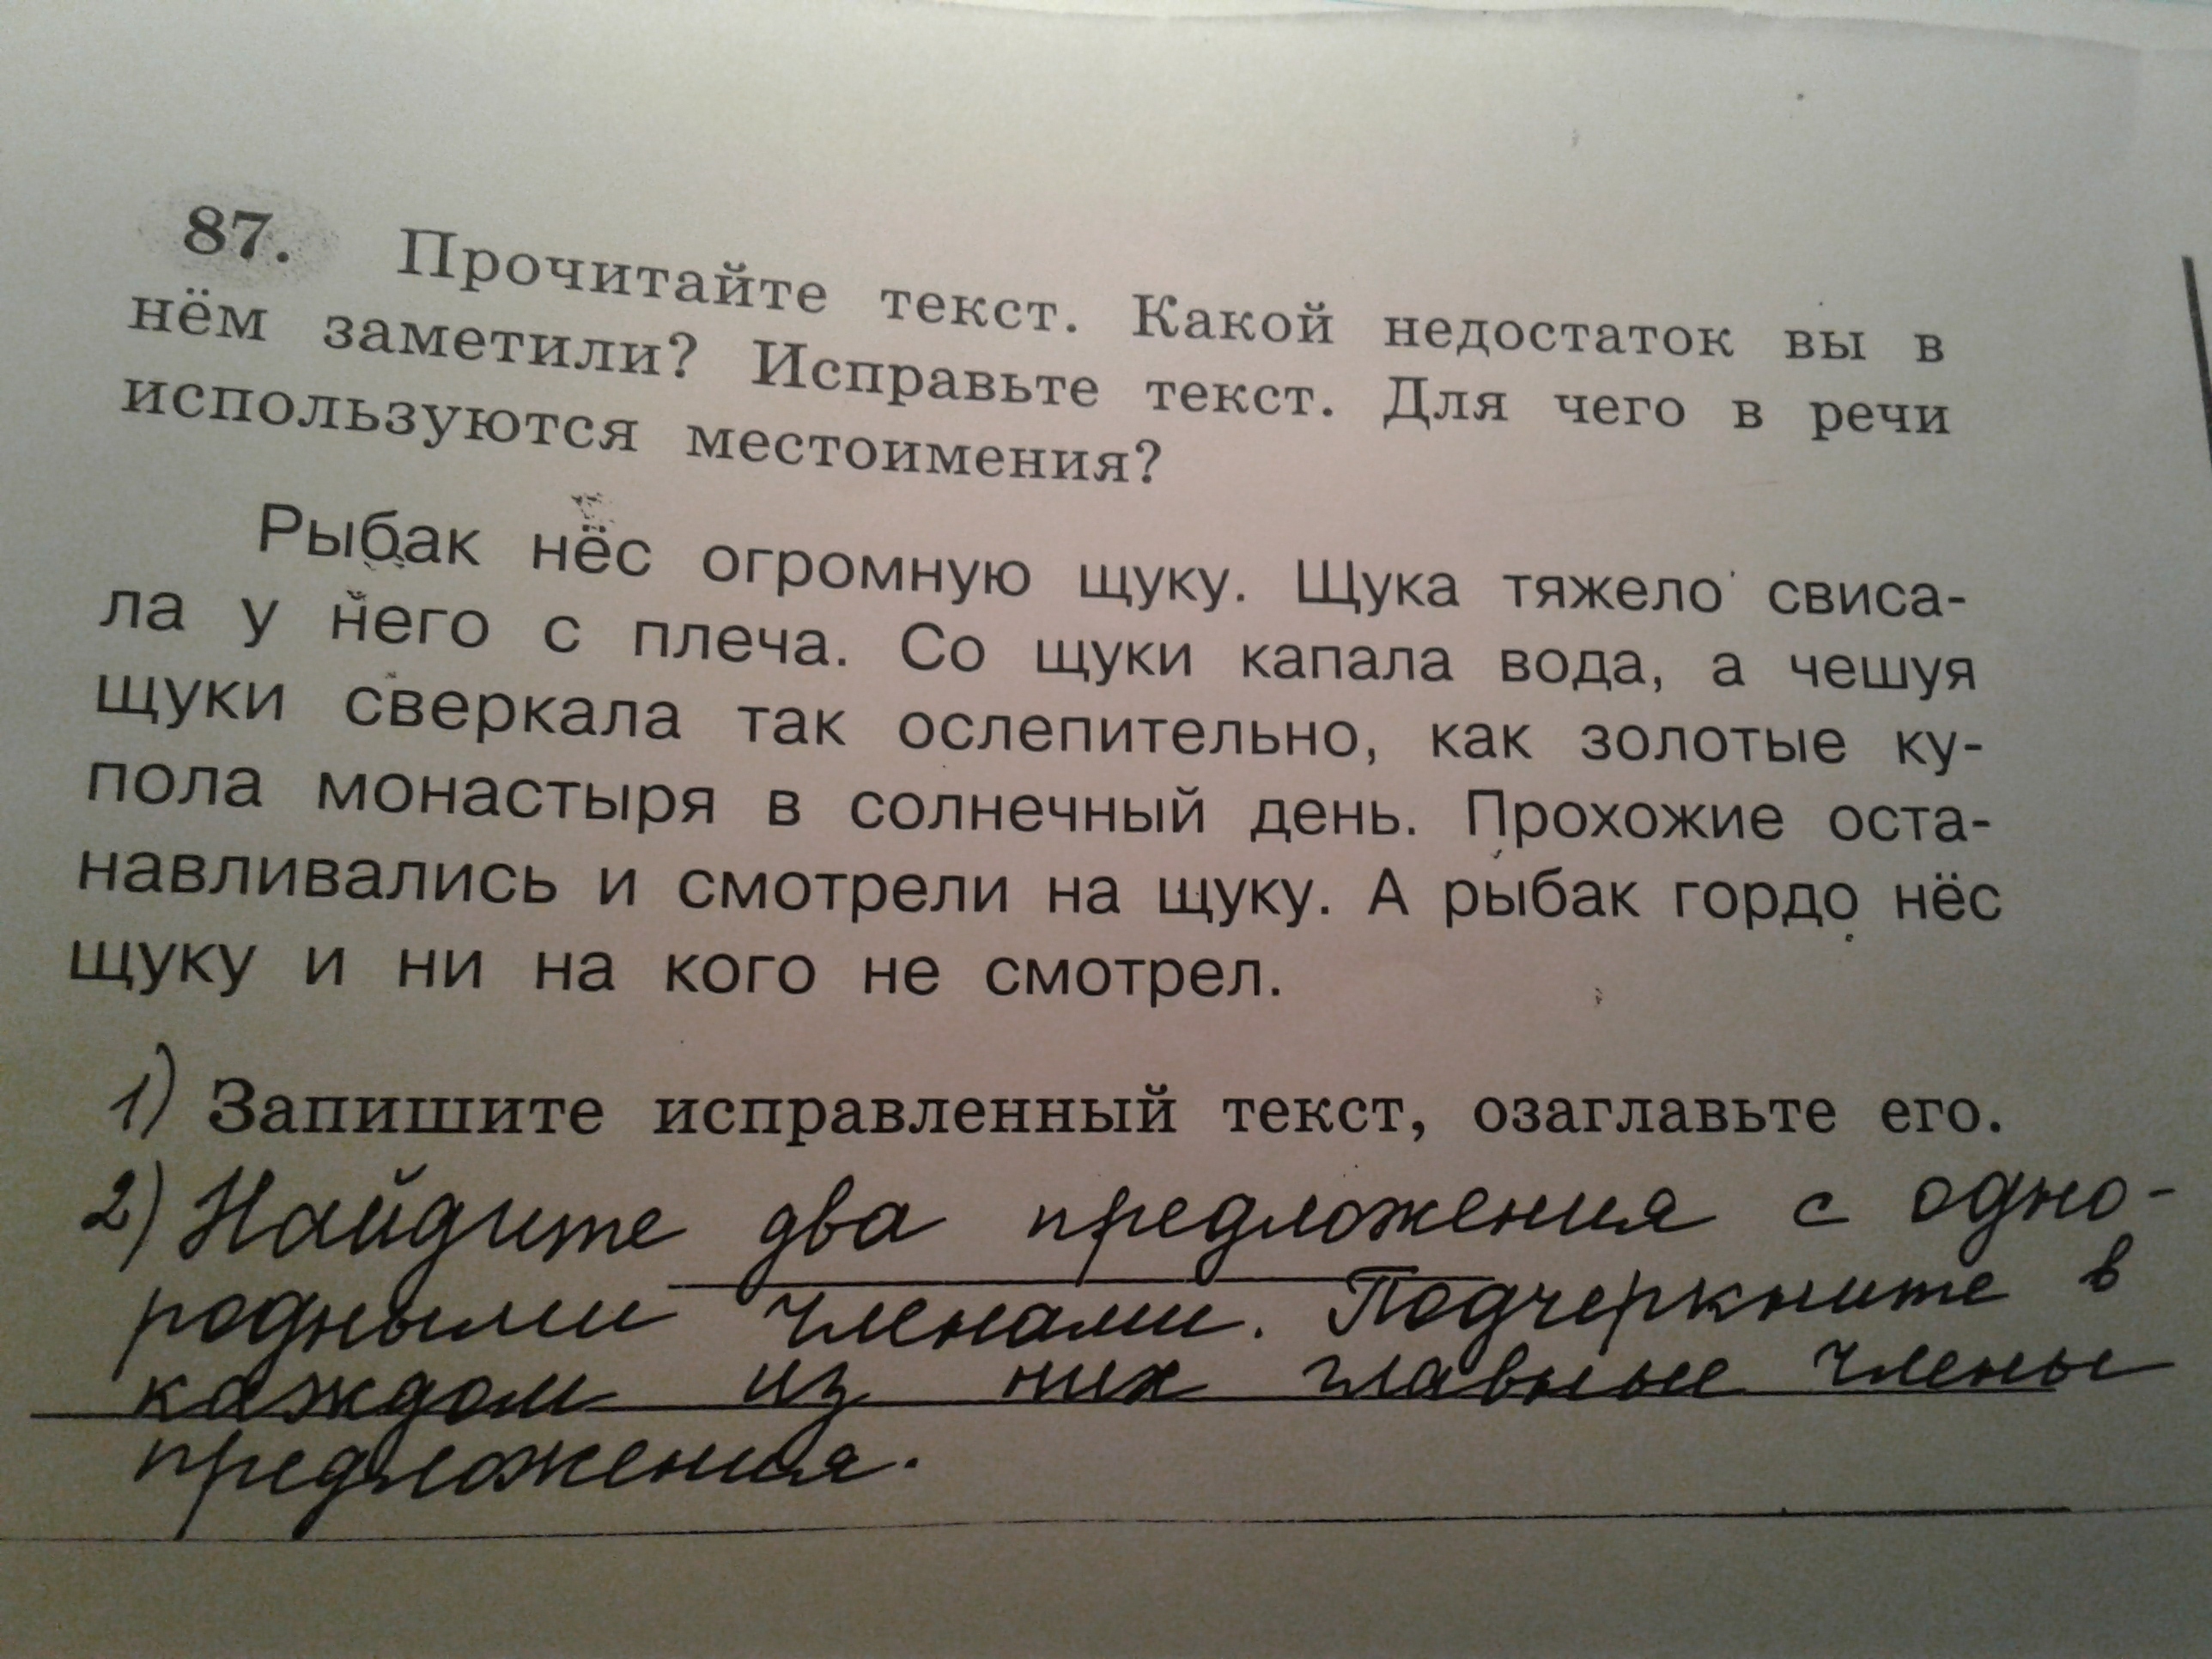 87. Прочитайте текст. Какой недостаток вы в
нём заметили? Исправьте текст. Для чего в речи
используются местоимения?
Рыбак нёс огромную щуку. Щука тяжело свиса-
ла у него с плеча. Со щуки капала вода, а чешуя
щуки сверкала так ослепительно, как золотые ку-
пола монастыря в солнечный день. Прохожие оста-
навливались и смотрели на щуку. А рыбак гордо нёс
щуку и ни на кого не смотрел.
1) Запишите исправленный текст, озаглавьте его.
2) Найдите два предложения с одно-
родными членами. Подчеркните в
каждом из них главные члены
предложения.